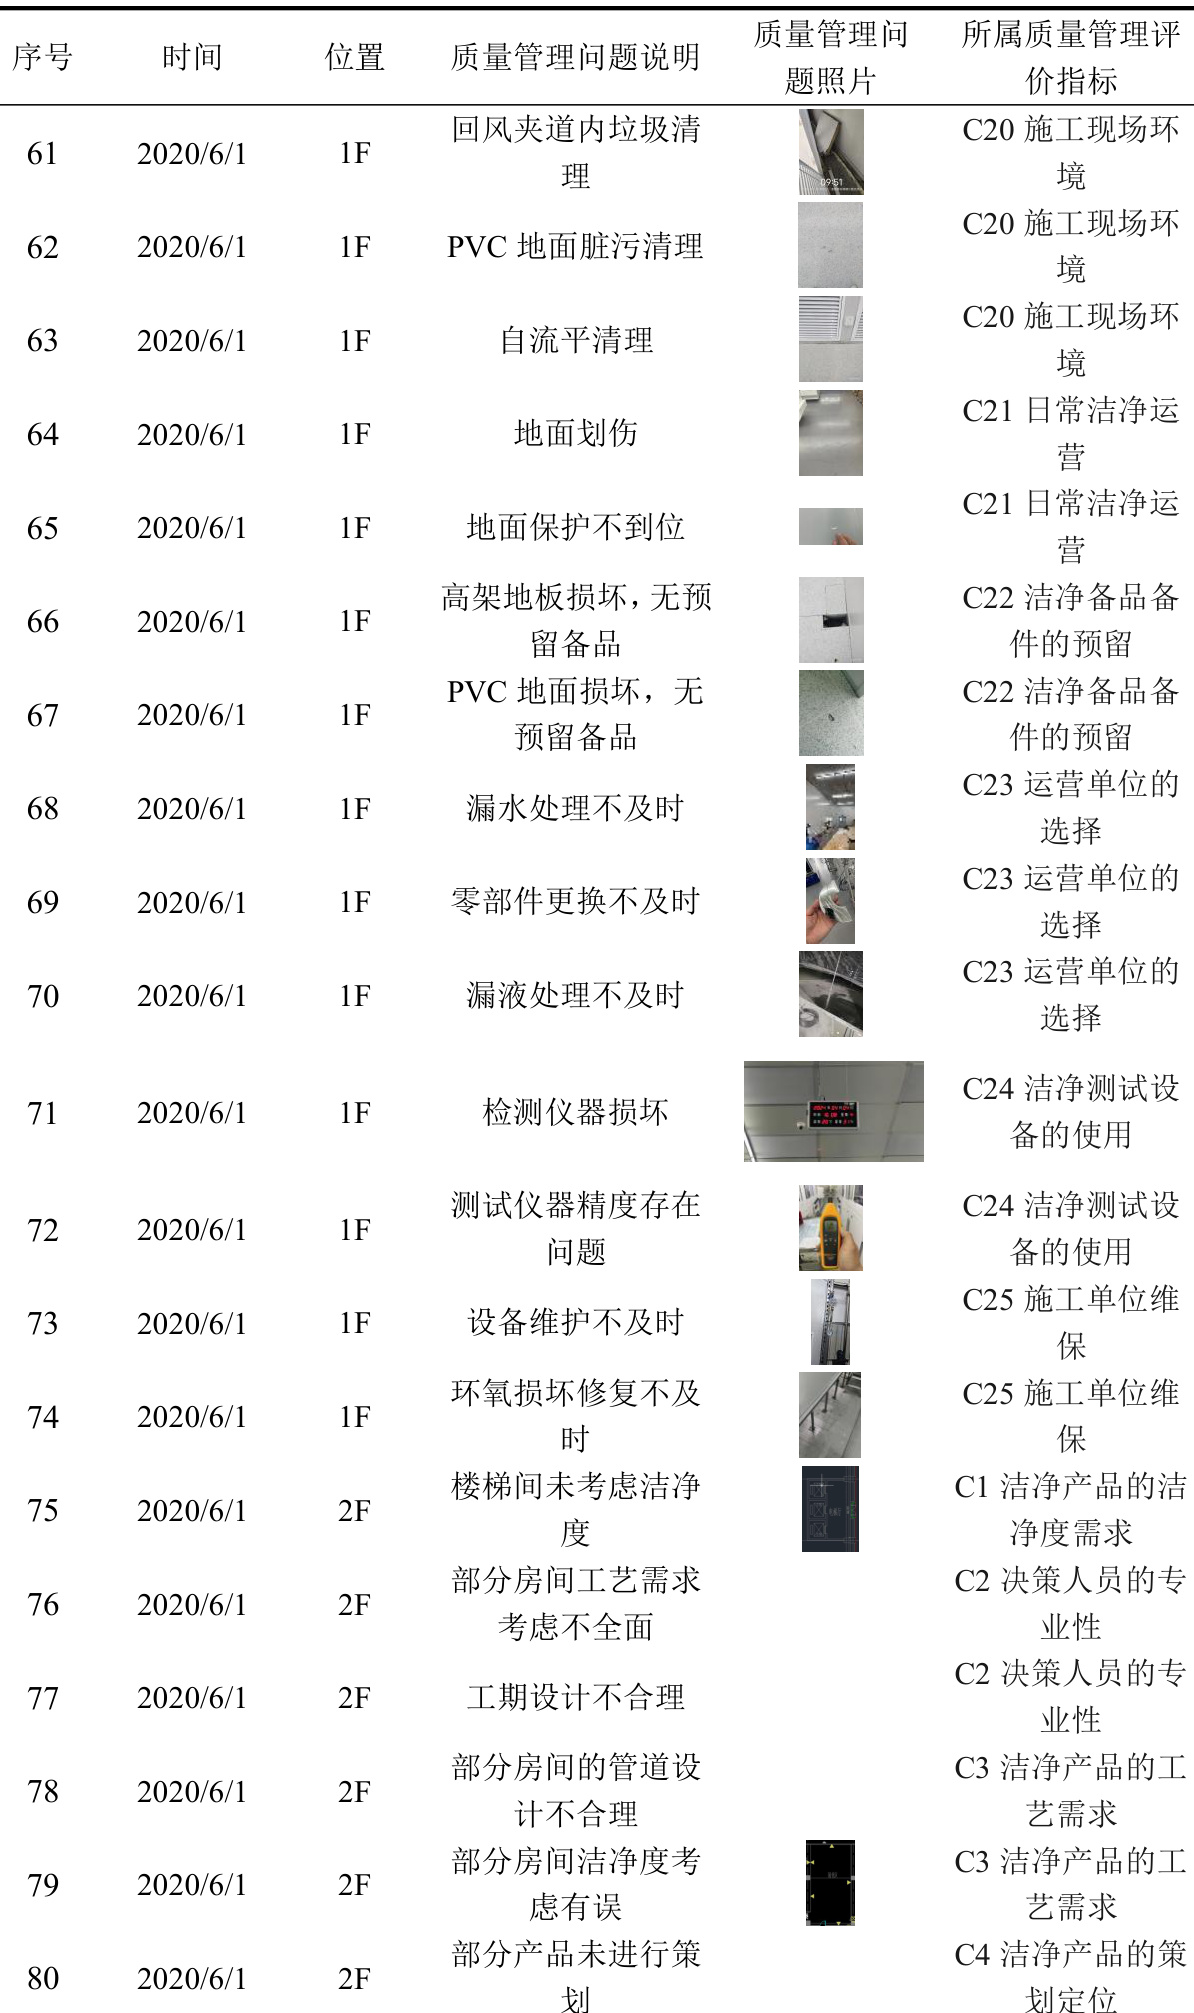 序号 时间 位置 质量管理问题说明 质量管理问 所属质量管理评
题照片 价指标
61 2020/6/1 1F 回风夹道内垃圾清 C20 施工现场环
理 境
09:51
62 2020/6/1 1F PVC 地面脏污清理 C20 施工现场环
境
63 2020/6/1 1F 自流平清理 C20 施工现场环
境
64 2020/6/1 1F 地面划伤 C21 日常洁净运
营
65 2020/6/1 1F 地面保护不到位 C21 日常洁净运
营
66 2020/6/1 1F 高架地板损坏，无预 C22 洁净备品备
留备品 件的预留
67 2020/6/1 1F PVC 地面损坏，无 C22 洁净备品备
预留备品 件的预留
68 2020/6/1 1F 漏水处理不及时 C23 运营单位的
选择
69 2020/6/1 1F 零部件更换不及时 C23 运营单位的
选择
70 2020/6/1 1F 漏液处理不及时 C23 运营单位的
选择
71 2020/6/1 1F 检测仪器损坏 C24 洁净测试设
备的使用
72 2020/6/1 1F 测试仪器精度存在 C24 洁净测试设
问题 备的使用
73 2020/6/1 1F 设备维护不及时 C25 施工单位维
保
74 2020/6/1 1F 环氧损坏修复不及 C25 施工单位维
时 保
75 2020/6/1 2F 楼梯间未考虑洁净 C1 洁净产品的洁
度 净度需求
76 2020/6/1 2F 部分房间工艺需求 C2 决策人员的专
考虑不全面 业性
77 2020/6/1 2F 工期设计不合理 C2 决策人员的专
业性
78 2020/6/1 2F 部分房间的管道设 C3 洁净产品的工
计不合理 艺需求
79 2020/6/1 2F 部分房间洁净度考 C3 洁净产品的工
虑有误 艺需求
80 2020/6/1 2F 部分产品未进行策 C4 洁净产品的策
划 划定位